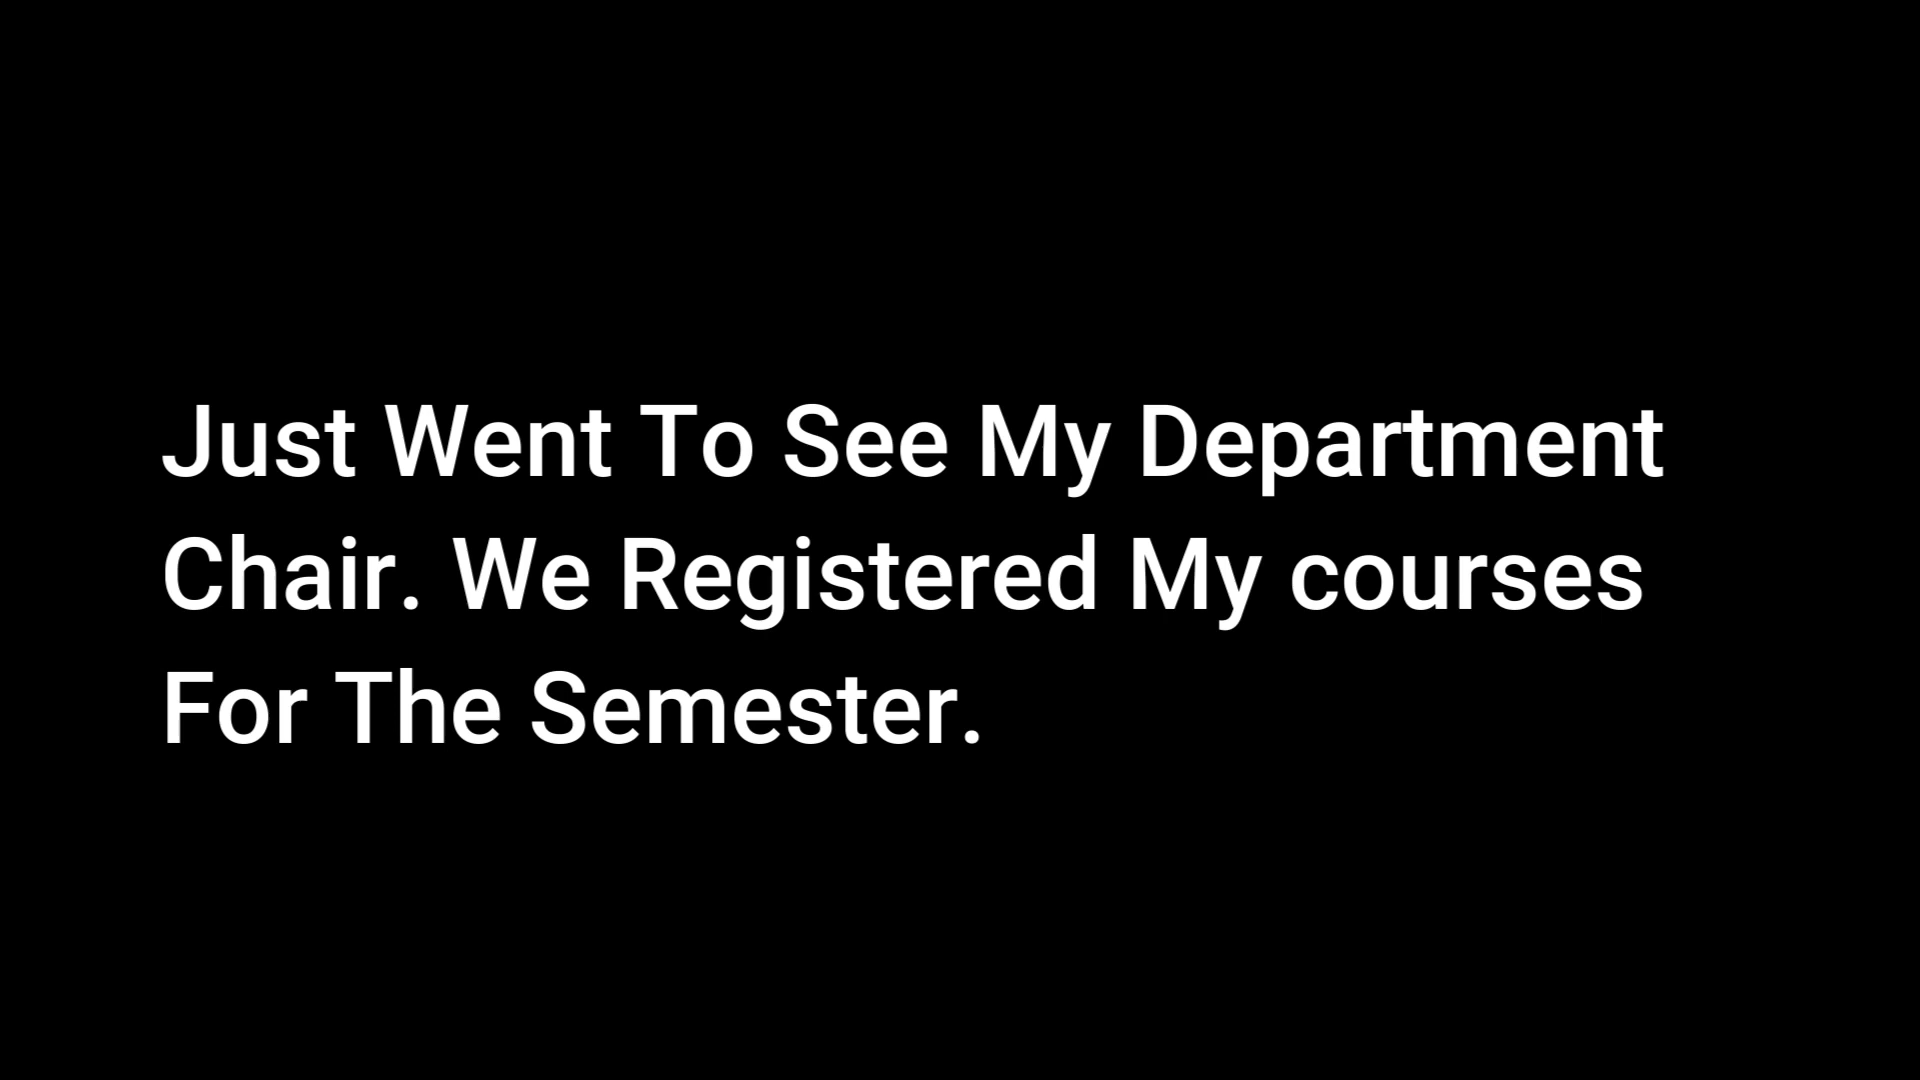 Just Went To See My Department
Chair. We Registered My courses
For The Semester.